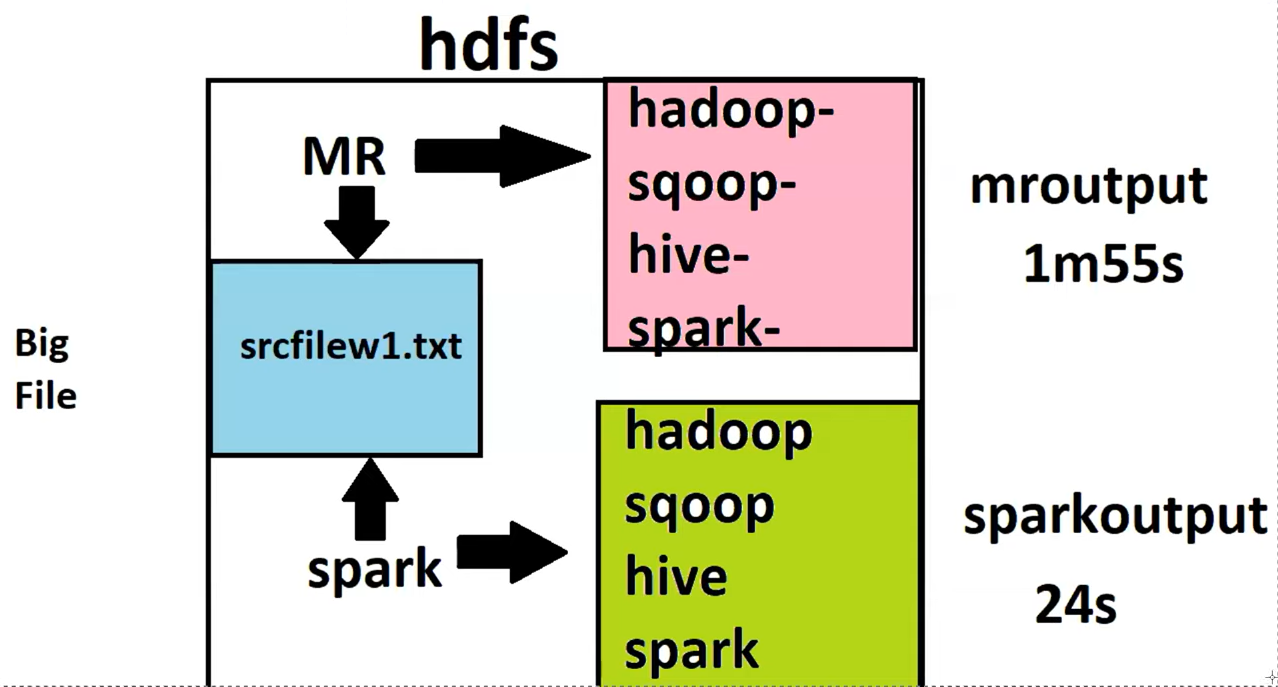 hdfs
MR
hadoop-
sqoop-
hive-
spark-
mroutput
1m55s
Big
File
srcfilew1.txt
spark
hadoop
sqoop
hive
spark
sparkoutput
24s